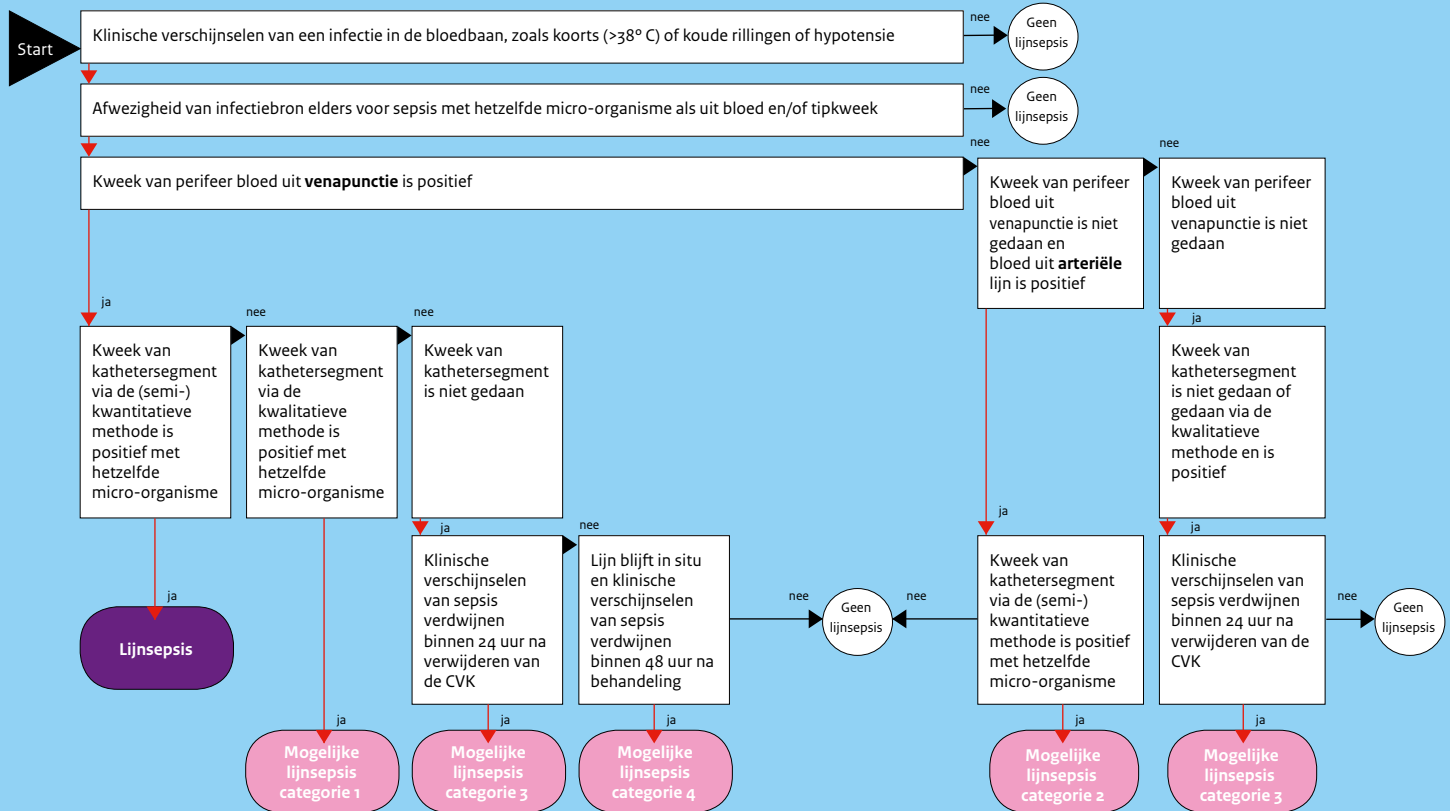 Start
Klinische verschijnselen van een infectie in de bloedbaan, zoals koorts (>38° C) of koude rillingen of hypotensie
nee
Geen
lijnsepsis
Afwezigheid van infectiebron elders voor sepsis met hetzelfde micro-organisme als uit bloed en/of tipkweek
nee
Geen
lijnsepsis
Kweek van perifeer bloed uit venapunctie is positief
nee
Kweek van perifeer
bloed uit
venapunctie is niet
gedaan en
bloed uit arteriële
lijn is positief
nee
Kweek van perifeer
bloed uit
venapunctie is niet
gedaan
ja
Kweek van
kathetersegment
via de (semi-)
kwantitatieve
methode is
positief met
hetzelfde
micro-organisme
nee
Kweek van
kathetersegment
via de
kwalitatieve
methode is
positief met
hetzelfde
micro-organisme
nee
Kweek van
kathetersegment
is niet gedaan
ja
Kweek van
kathetersegment
is niet gedaan of
gedaan via de
kwalitatieve
methode en is
positief
ja
Klinische
verschijnselen
van sepsis
verdwijnen
binnen 24 uur na
verwijderen van
de CVK
nee
Lijn blijft in situ
en klinische
verschijnselen
van sepsis
verdwijnen
binnen 48 uur na
behandeling
nee
Geen
lijnsepsis
nee
ja
Kweek van
kathetersegment
via de (semi-)
kwantitatieve
methode is positief
met hetzelfde
micro-organisme
ja
Klinische
verschijnselen van
sepsis verdwijnen
binnen 24 uur na
verwijderen van de
CVK
nee
Geen
lijnsepsis
ja
Lijnsepsis
ja
Mogelijke
lijnsepsis
categorie 1
ja
Mogelijke
lijnsepsis
categorie 3
ja
Mogelijke
lijnsepsis
categorie 4
ja
Mogelijke
lijnsepsis
categorie 2
ja
Mogelijke
lijnsepsis
categorie 3